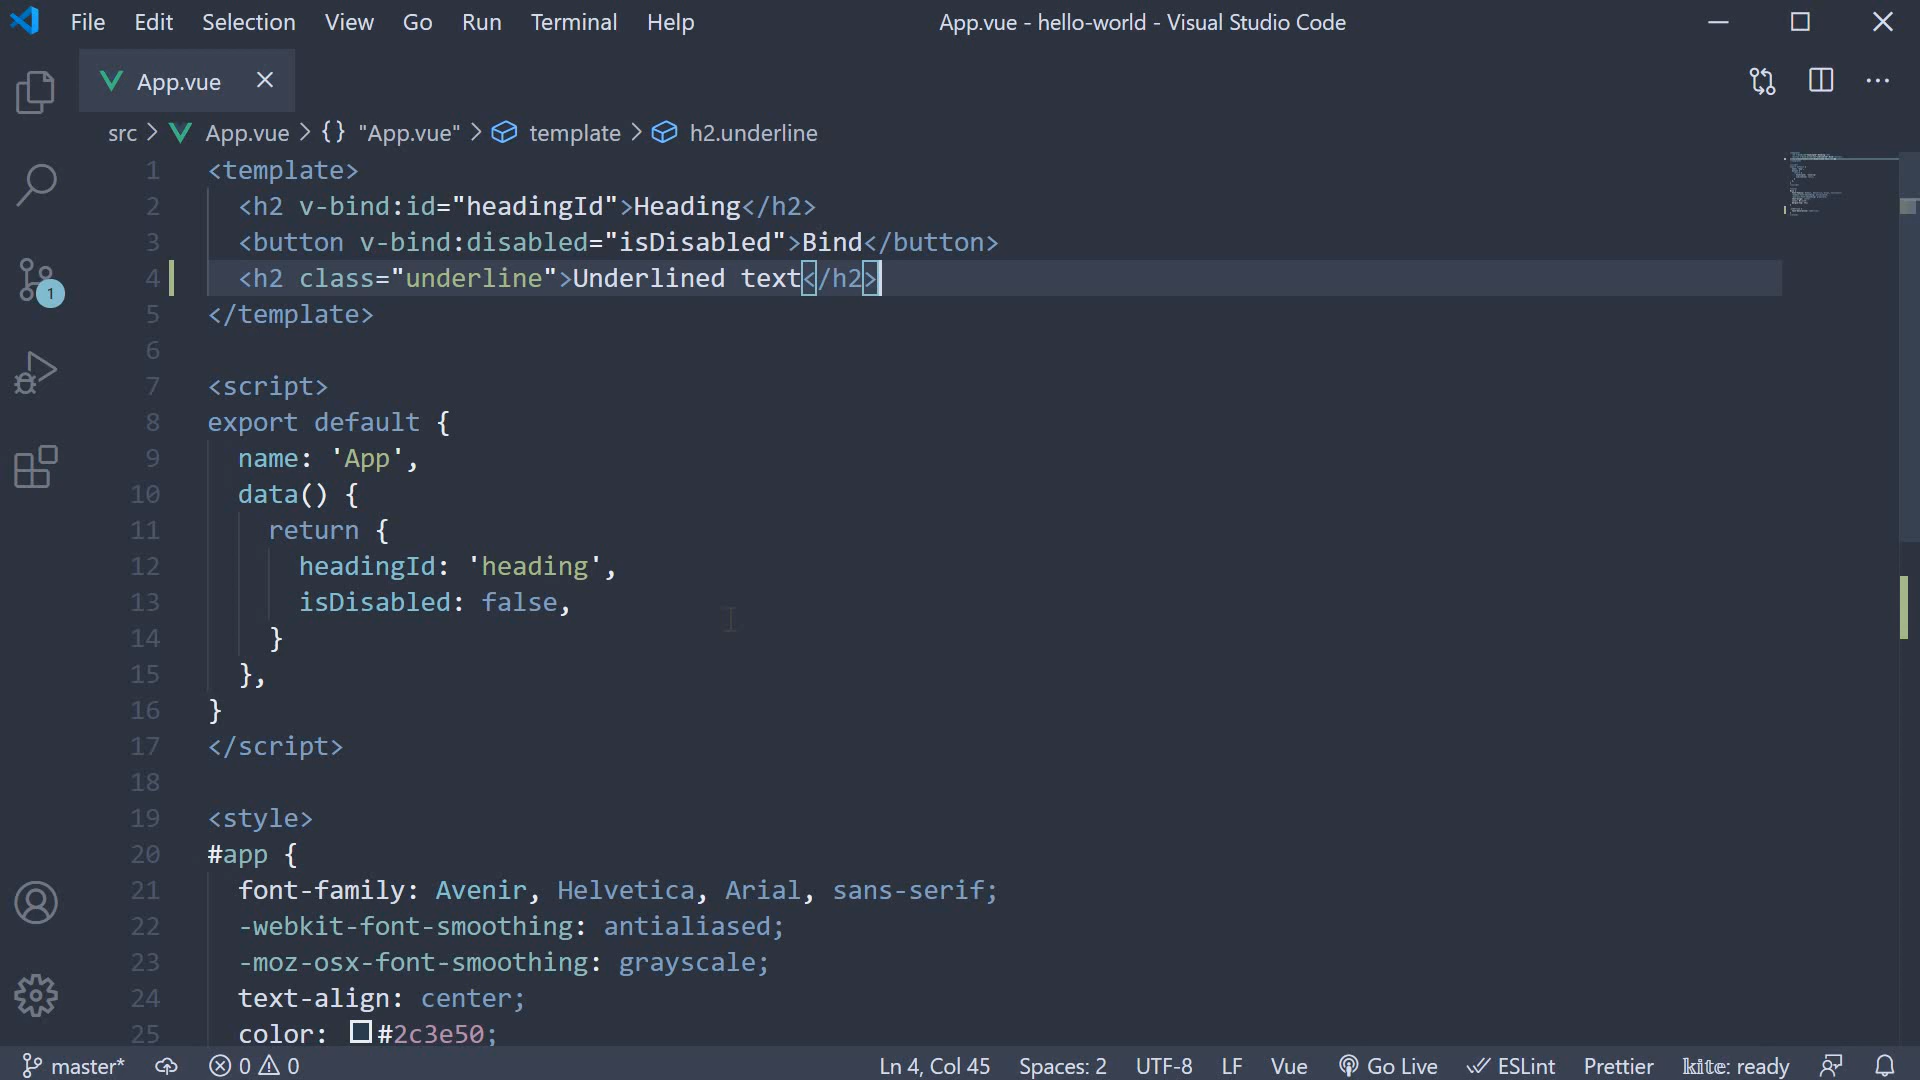 File Edit Selection View Go Run Terminal Help App.vue - hello-world - Visual Studio Code
App.vue
src > App.vue > {} "App.vue" > template > h2.underline
1 <template>
2 <h2 v-bind:id="headingId">Heading</h2>
3 <button v-bind:disabled="isDisabled">Bind</button>
4 <h2 class="underline">Underlined text</h2>
5 </template>
6
7 <script>
8 export default {
9 name: 'App',
10 data() {
11 return {
12 headingId: 'heading',
13 isDisabled: false,
14 }
15 },
16 }
17 </script>
18
19 <style>
20 #app {
21 font-family: Avenir, Helvetica, Arial, sans-serif;
22 -webkit-font-smoothing: antialiased;
23 -moz-osx-font-smoothing: grayscale;
24 text-align: center;
25 color: #2c3e50;
1
master* 0 0 Ln 4, Col 45 Spaces: 2 UTF-8 LF Vue Go Live ESLint Prettier kite: ready